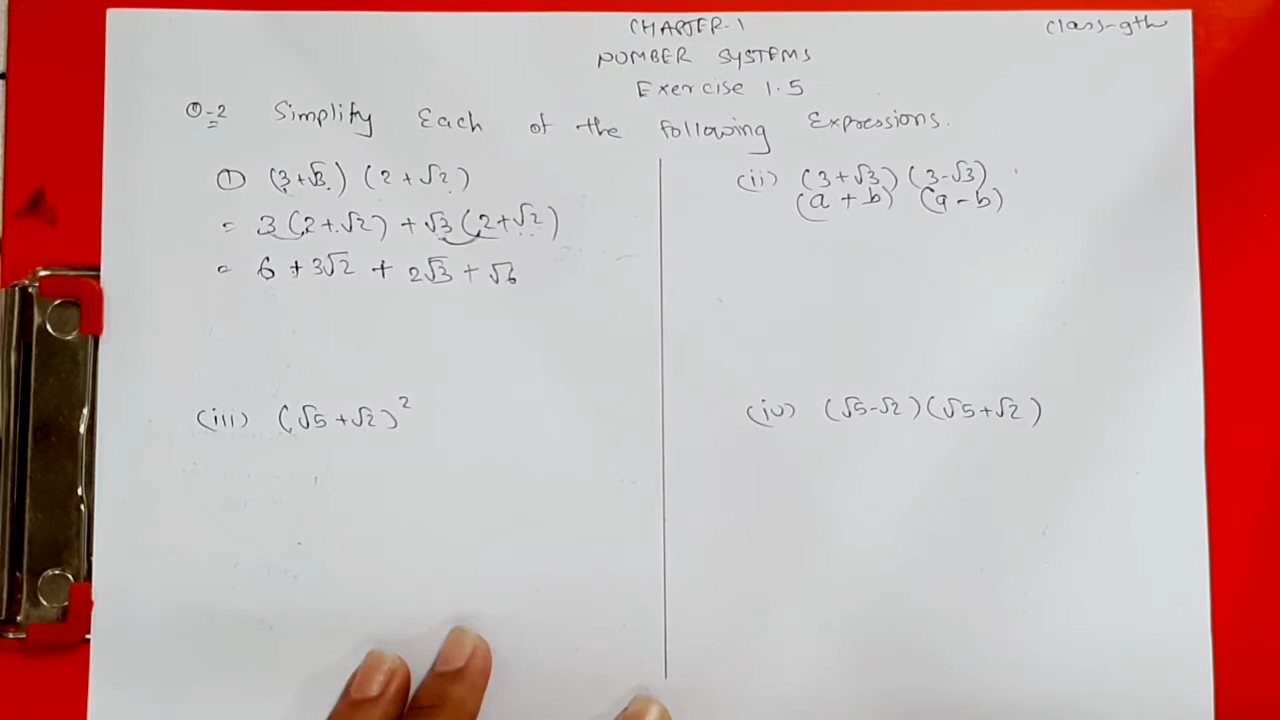 CHAPTER-1
Class-9th
NUMBER SYSTEMS
Exercise 1.5
Q-2 Simplify Each of the following Expressions.
(i) (3+√3) (2+√2)
= 3(2+√2) + √3(2+√2)
= 6 + 3√2 + 2√3 + √6
(ii) (3+√3) (3-√3)
(a + b) (a - b)
(iii) (√5 + √2)²
(iv) (√5-√2)(√5+√2)